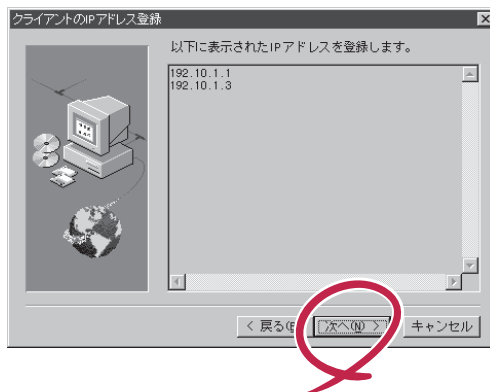 クライアントのIPアドレス登録
以下に表示されたIPアドレスを登録します。
192.10.1.1
192.10.1.3
< 戻る(B
次へ(N) >
キャンセル